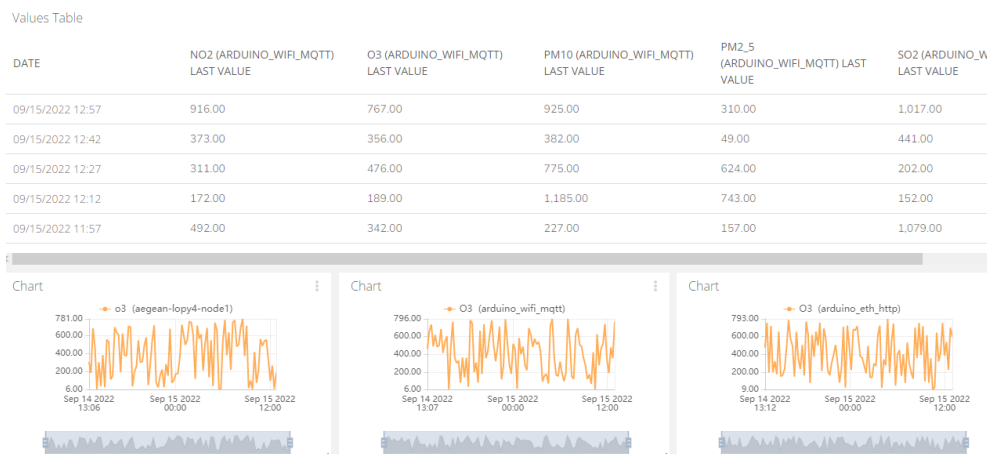 Values Table
DATE
NO2 (ARDUINO_WIFI_MQTT)
LAST VALUE
O3 (ARDUINO_WIFI_MQTT)
LAST VALUE
PM10 (ARDUINO_WIFI_MQTT)
LAST VALUE
PM2_5
(ARDUINO_WIFI_MQTT) LAST
VALUE
SO2 (ARDUINO_W
LAST VALUE
09/15/2022 12:57 916.00 767.00 925.00 310.00 1,017.00
09/15/2022 12:42 373.00 356.00 382.00 49.00 441.00
09/15/2022 12:27 311.00 476.00 775.00 624.00 202.00
09/15/2022 12:12 172.00 189.00 1,185.00 743.00 152.00
09/15/2022 11:57 492.00 342.00 227.00 157.00 1,079.00
Chart
o3 (aegean-lopy4-node1)
781.00
600.00
400.00
200.00
6.00
Sep 14 2022 Sep 15 2022 Sep 15 2022
13:06 00:00 12:00
Chart
O3 (arduino_wifi_mqtt)
796.00
600.00
400.00
200.00
6.00
Sep 14 2022 Sep 15 2022 Sep 15 2022
13:07 00:00 12:00
Chart
O3 (arduino_eth_http)
793.00
600.00
400.00
200.00
9.00
Sep 14 2022 Sep 15 2022 Sep 15 2022
13:12 00:00 12:00